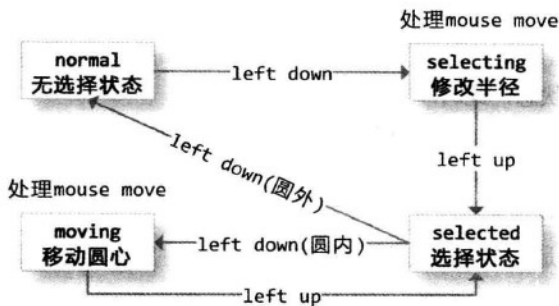 处理mouse move
normal
无选择状态
left down
selecting
修改半径
left down(圆外)
left up
处理mouse move
moving
移动圆心
left down(圆内)
selected
选择状态
left up